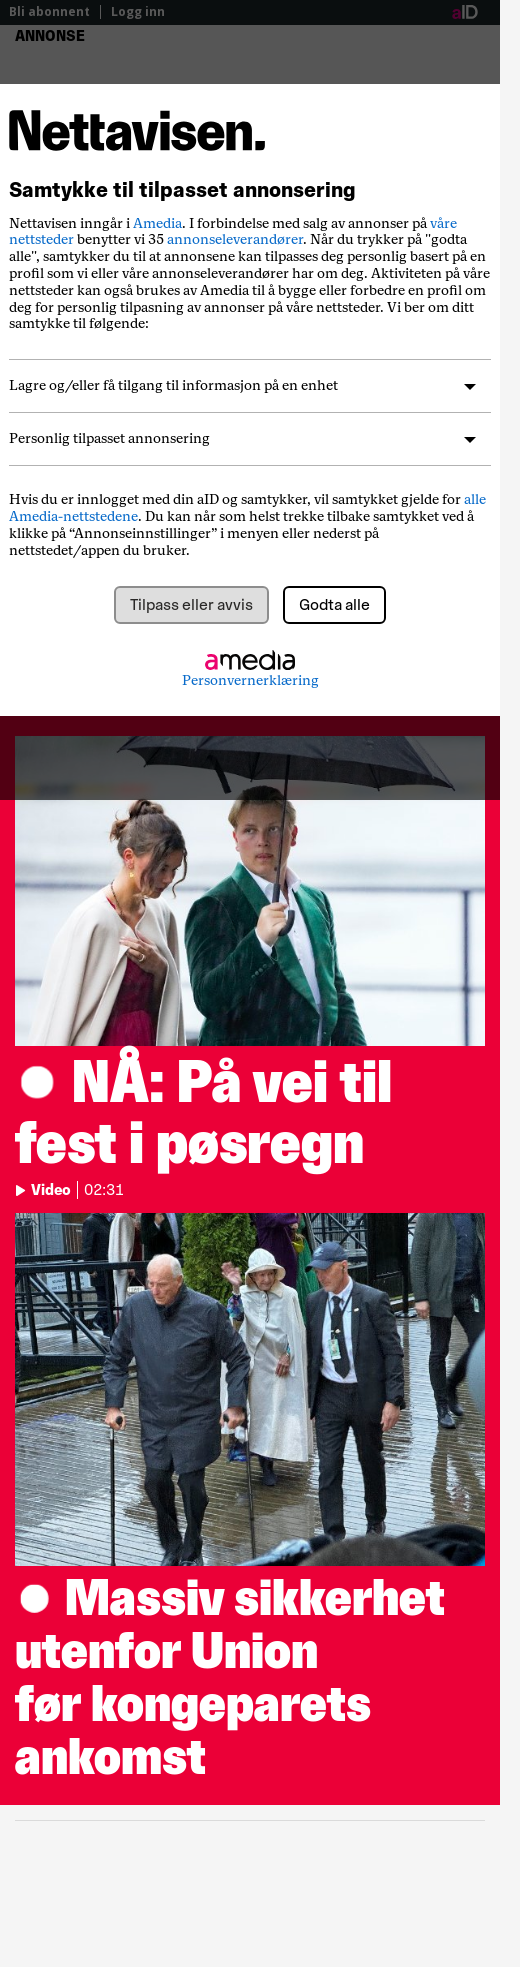 Bli abonnent | Logg inn
aID
ANNONSE
Nettavisen.
Samtykke til tilpasset annonsering
Nettavisen inngår i Amedia. I forbindelse med salg av annonser på våre
nettsteder benytter vi 35 annonseleverandører. Når du trykker på "godta
alle", samtykker du til at annonsene kan tilpasses deg personlig basert på en
profil som vi eller våre annonseleverandører har om deg. Aktiviteten på våre
nettsteder kan også brukes av Amedia til å bygge eller forbedre en profil om
deg for personlig tilpasning av annonser på våre nettsteder. Vi ber om ditt
samtykke til følgende:
Lagre og/eller få tilgang til informasjon på en enhet
Personlig tilpasset annonsering
Hvis du er innlogget med din aID og samtykker, vil samtykket gjelde for alle
Amedia-nettstedene. Du kan når som helst trekke tilbake samtykket ved å
klikke på “Annonseinnstillinger” i menyen eller nederst på
nettstedet/appen du bruker.
Tilpass eller avvis
Godta alle
amedia
Personvernerklæring
NÅ: På vei til
fest i pøsregn
Video | 02:31
Massiv sikkerhet
utenfor Union
før kongeparets
ankomst